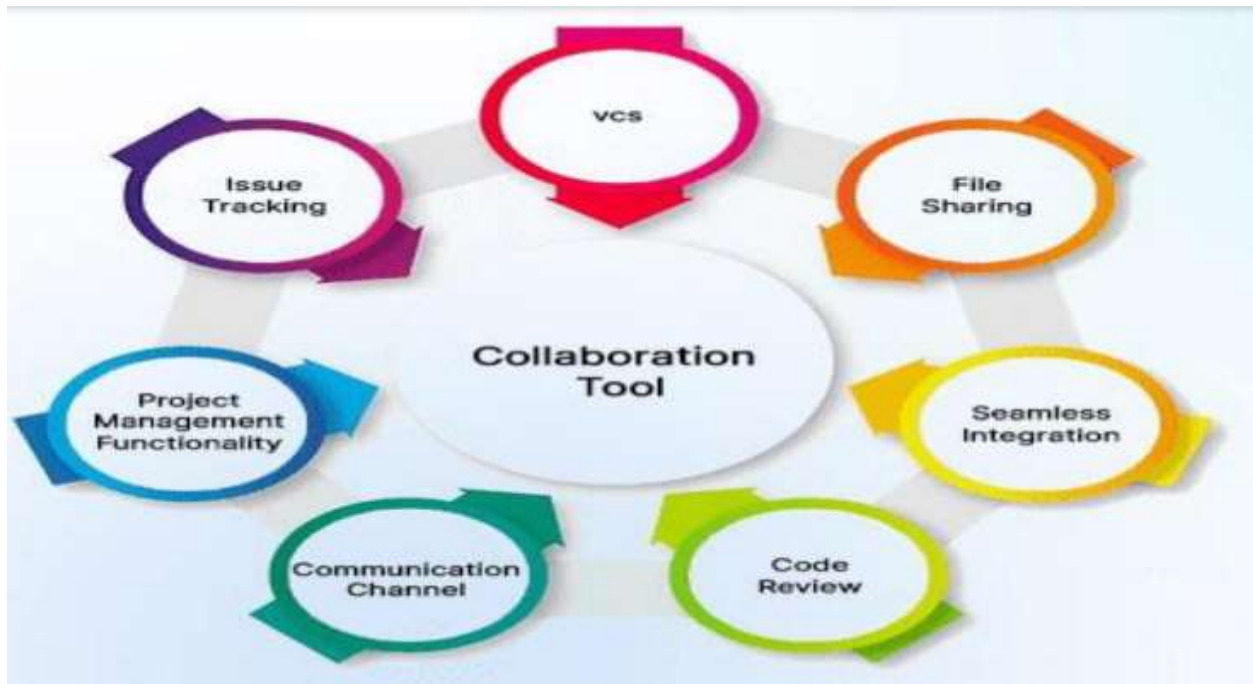 vcs
Issue
Tracking
File
Sharing
Collaboration
Tool
Project
Management
Functionality
Seamless
Integration
Communication
Channel
Code
Review